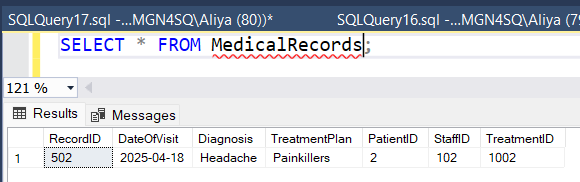 SQLQuery17.sql -...MGN4SQ\Aliya (80))* SQLQuery16.sql -...MGN4SQ\Aliya (7
SELECT * FROM MedicalRecords;
121 %
Results Messages
RecordID DateOfVisit Diagnosis TreatmentPlan PatientID StaffID TreatmentID
1 502 2025-04-18 Headache Painkillers 2 102 1002